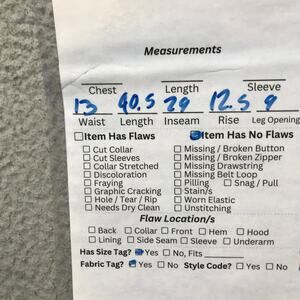 Measurements
Chest Length Sleeve
13 40.5 29 12.5 9
Waist Length Inseam Rise Leg Opening
Item Has Flaws Item Has No Flaws
Cut Collar Missing / Broken Button
Cut Sleeves Missing / Broken Zipper
Collar Stretched Missing Drawstring
Discoloration Missing Belt Loop
Fraying Pilling Snag / Pull
Graphic Cracking Stain/s
Hole / Tear / Rip Worn Elastic
Needs Dry Clean Unstitching
Flaw Location/s
Back Collar Front Hem Hood
Lining Side Seam Sleeve Underarm
Has Size Tag? Yes No, Fits
Fabric Tag? Yes No Style Code? Yes No